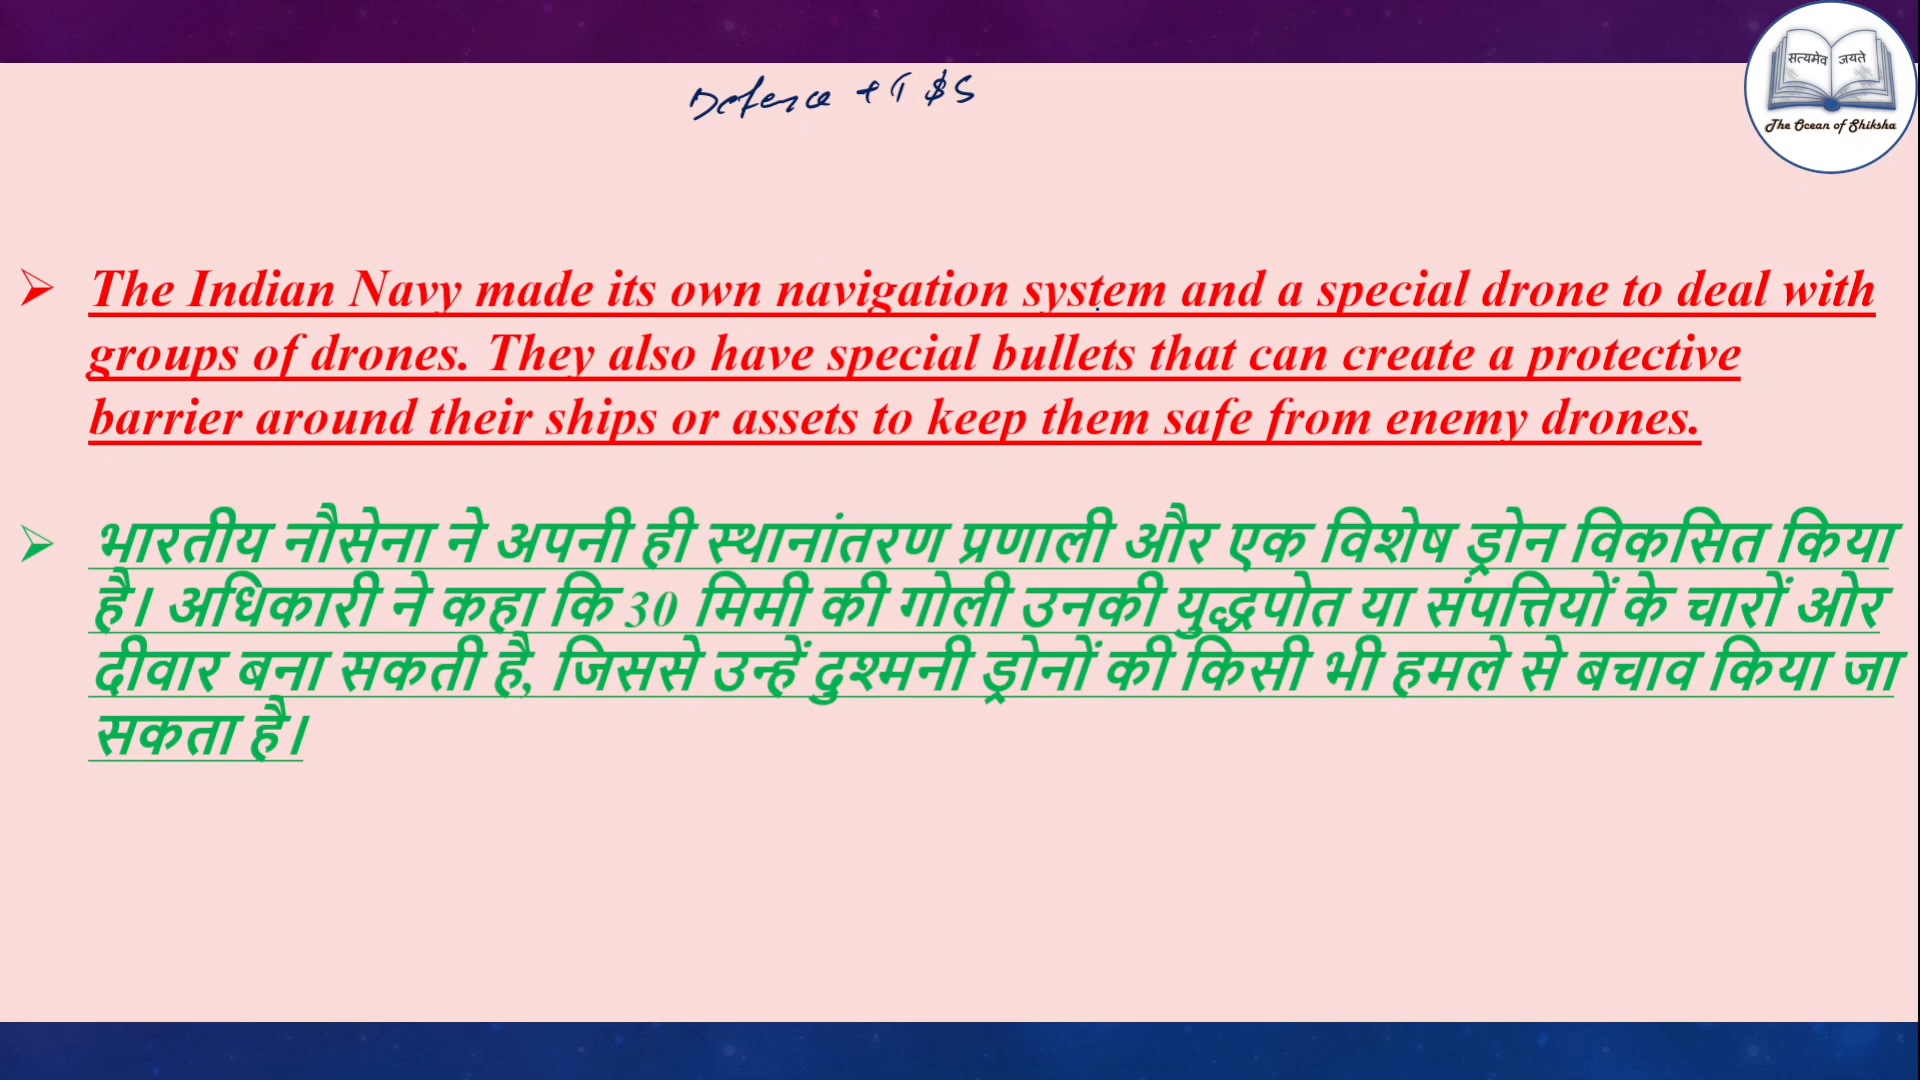 Defence + T $ S
सत्यमेव जयते
The Ocean of Shiksha
The Indian Navy made its own navigation system and a special drone to deal with
groups of drones. They also have special bullets that can create a protective
barrier around their ships or assets to keep them safe from enemy drones.
भारतीय नौसेना ने अपनी ही स्थानांतरण प्रणाली और एक विशेष ड्रोन विकसित किया
है। अधिकारी ने कहा कि 30 मिमी की गोली उनकी युद्धपोत या संपत्तियों के चारों ओर
दीवार बना सकती है, जिससे उन्हें दुश्मनी ड्रोनों की किसी भी हमले से बचाव किया जा
सकता है।